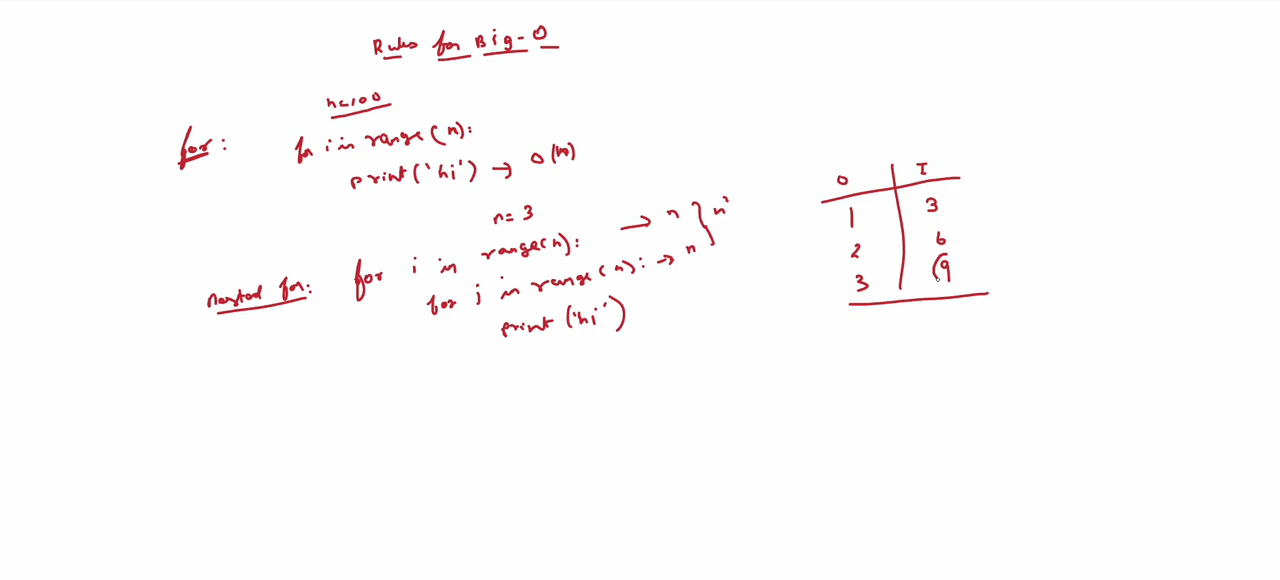 Rules for Big-O
n=100
for: for i in range(n):
print('hi') → O(n)
n=3
Nested for: for i in range(n): → n } n²
for j in range(n): → n
print('hi')
O I
1 3
2 6
3 9